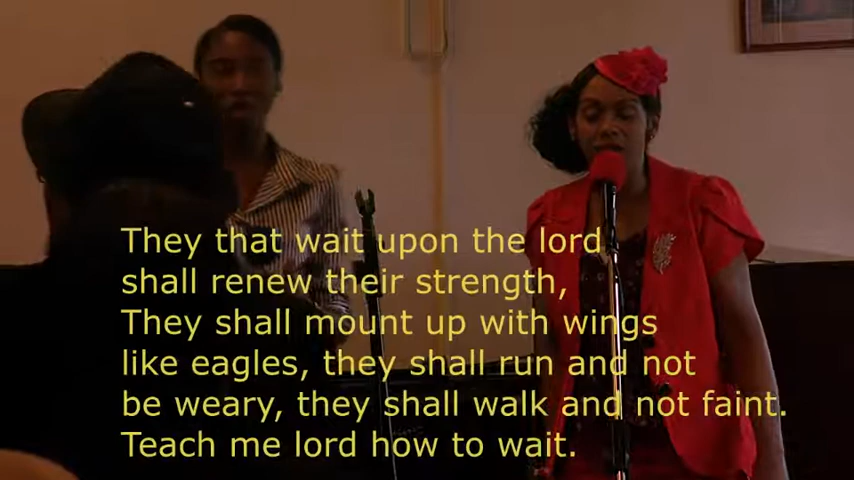 They that wait upon the lord
shall renew their strength,
They shall mount up with wings
like eagles, they shall run and not
be weary, they shall walk and not faint.
Teach me lord how to wait.